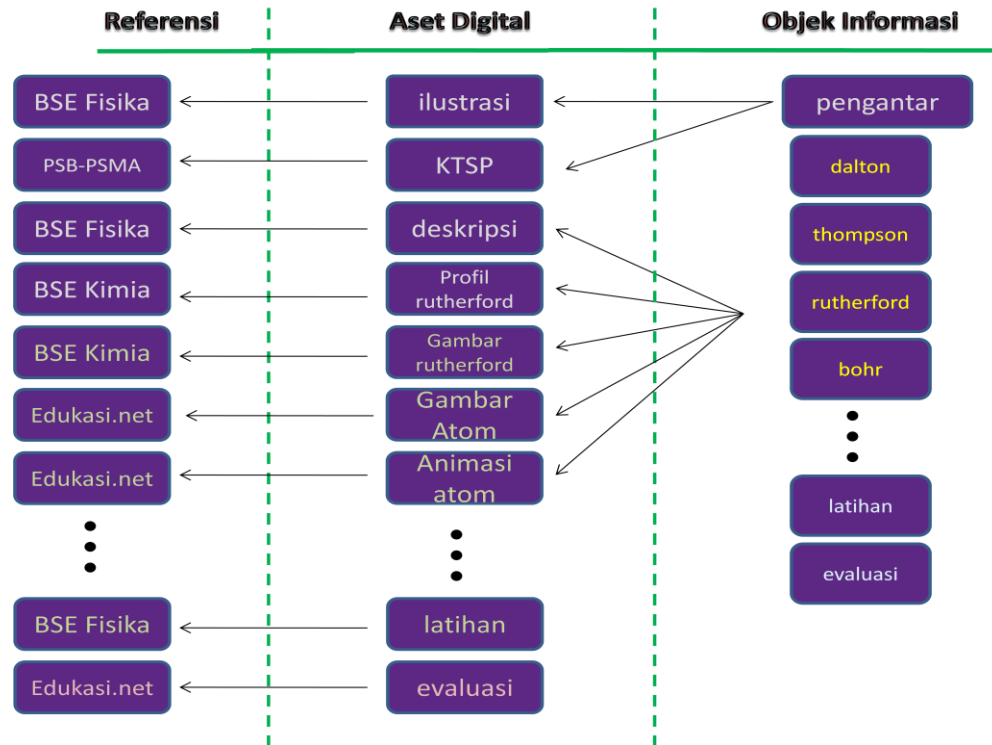 Referensi
Aset Digital
Objek Informasi
BSE Fisika
ilustrasi
pengantar
PSB-PSMA
KTSP
dalton
BSE Fisika
deskripsi
thompson
BSE Kimia
Profil
rutherford
rutherford
BSE Kimia
Gambar
rutherford
bohr
Edukasi.net
Gambar
Atom
Edukasi.net
Animasi
atom
latihan
evaluasi
BSE Fisika
latihan
Edukasi.net
evaluasi